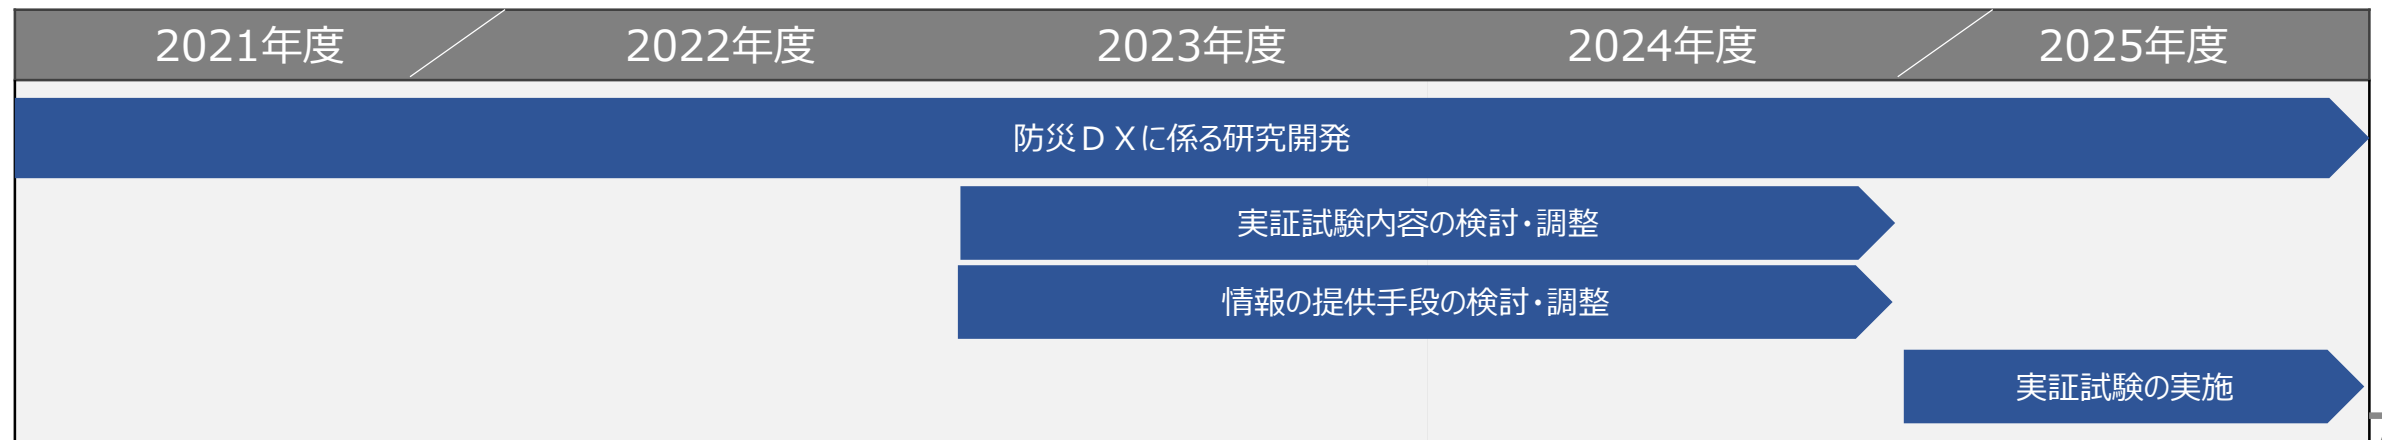 2021年度 2022年度 2023年度 2024年度 2025年度
防災ＤＸに係る研究開発
実証試験内容の検討・調整
情報の提供手段の検討・調整
実証試験の実施